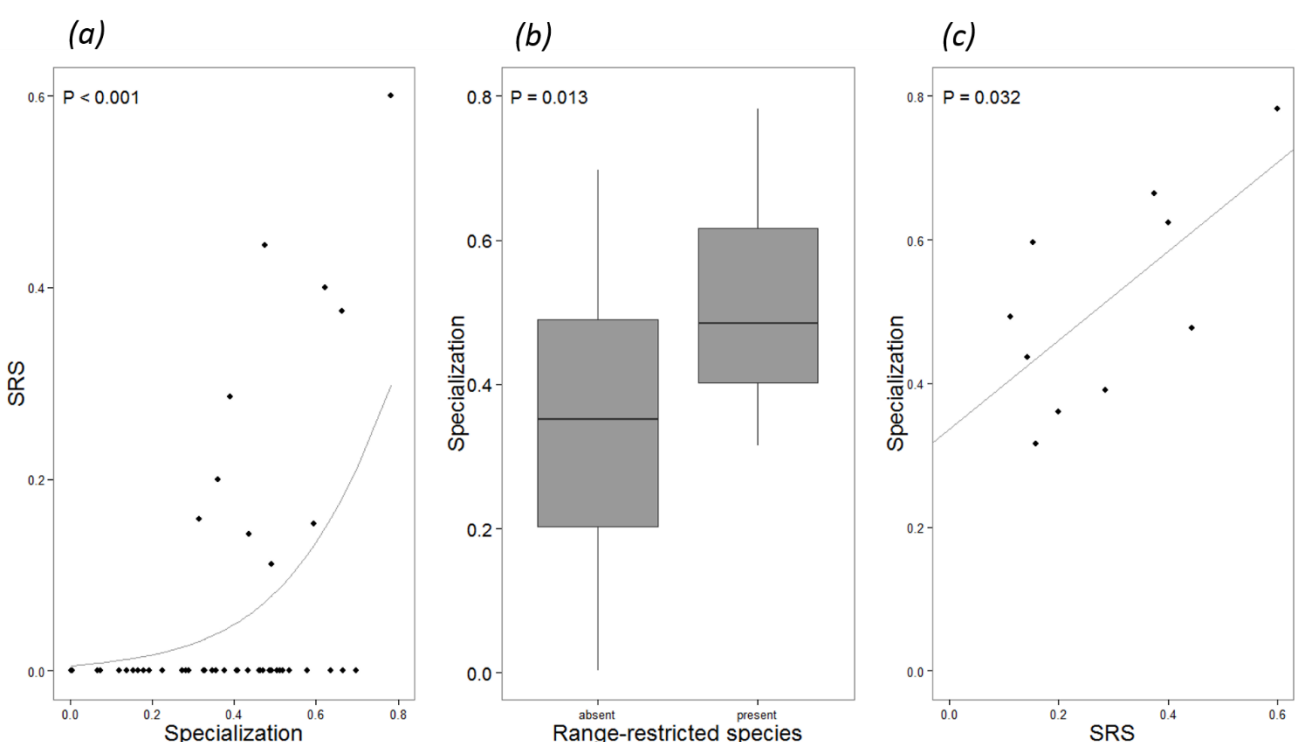 (a)
P < 0.001
0.6
0.4
0.2
0.0
SRS
0.0 0.2 0.4 0.6 0.8
Specialization
(b)
P = 0.013
0.8
0.6
0.4
0.2
0.0
Specialization
absent present
Range-restricted species
(c)
P = 0.032
0.8
0.6
0.4
0.2
0.0
Specialization
0.0 0.2 0.4 0.6
SRS